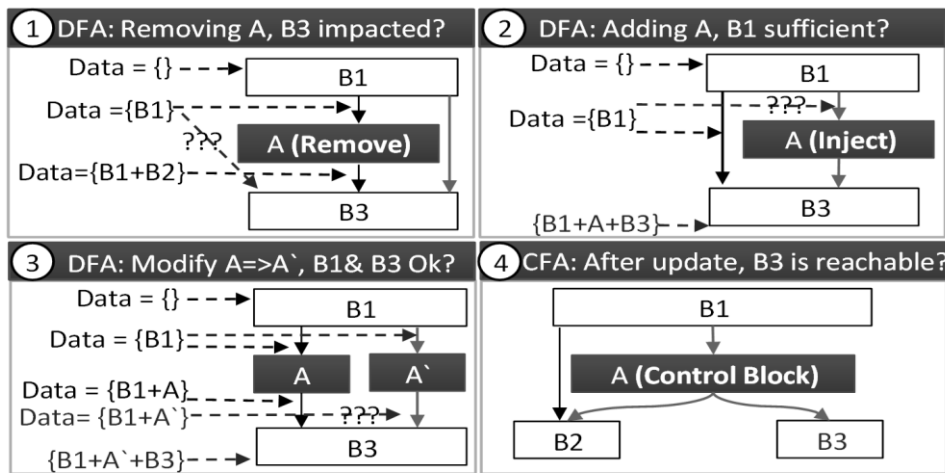 1 DFA: Removing A, B3 impacted?
Data = {}
B1
Data ={B1}
???
A (Remove)
Data={B1+B2}
B3
2 DFA: Adding A, B1 sufficient?
Data = {}
B1
???
Data ={B1}
A (Inject)
B3
{B1+A+B3}
3 DFA: Modify A=>A`, B1& B3 Ok?
Data = {}
B1
Data = {B1}
A
A`
Data = {B1+A}
Data= {B1+A`}
???
B3
{B1+A`+B3}
4 CFA: After update, B3 is reachable?
B1
A (Control Block)
B2
B3